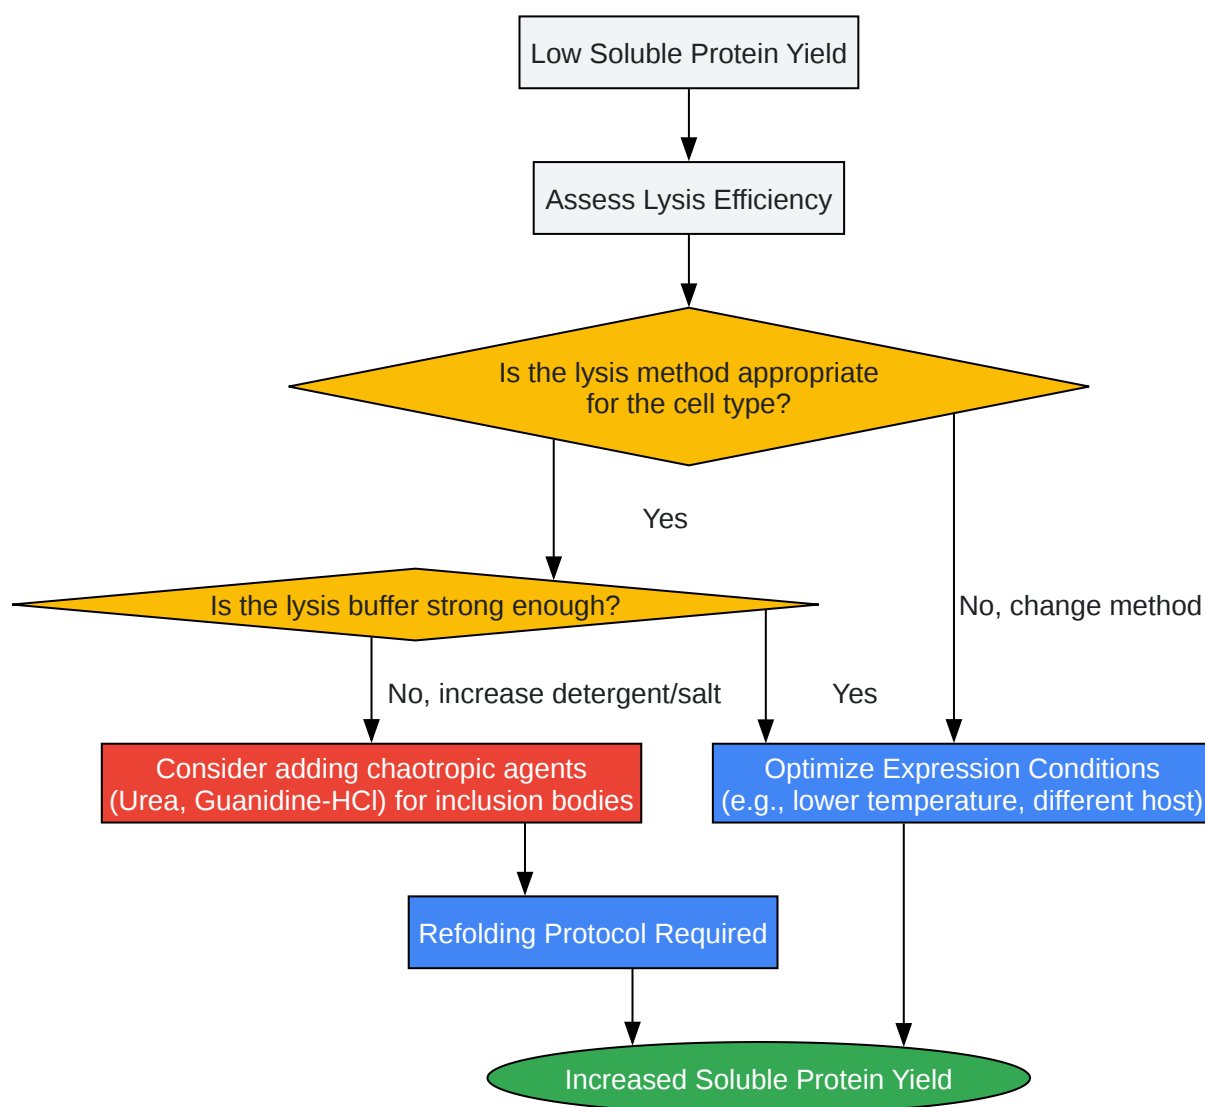 Low Soluble Protein Yield
Assess Lysis Efficiency
Is the lysis method appropriate
for the cell type?
Yes
Is the lysis buffer strong enough?
No, change method
No, increase detergent/salt
Yes
Consider adding chaotropic agents
(Urea, Guanidine-HCl) for inclusion bodies
Optimize Expression Conditions
(e.g., lower temperature, different host)
Refolding Protocol Required
Increased Soluble Protein Yield